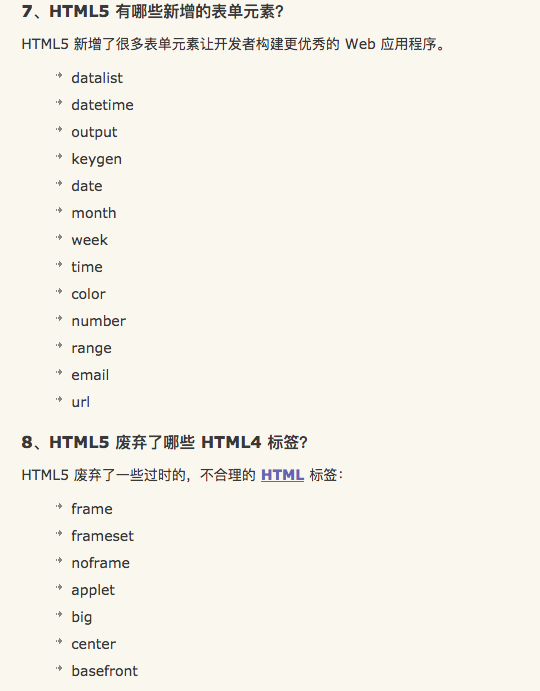 7、HTML5 有哪些新增的表单元素?
HTML5 新增了很多表单元素让开发者构建更优秀的 Web 应用程序。
datalist
datetime
output
keygen
date
month
week
time
color
number
range
email
url
8、HTML5 废弃了哪些 HTML4 标签?
HTML5 废弃了一些过时的，不合理的 HTML 标签：
frame
frameset
noframe
applet
big
center
basefront